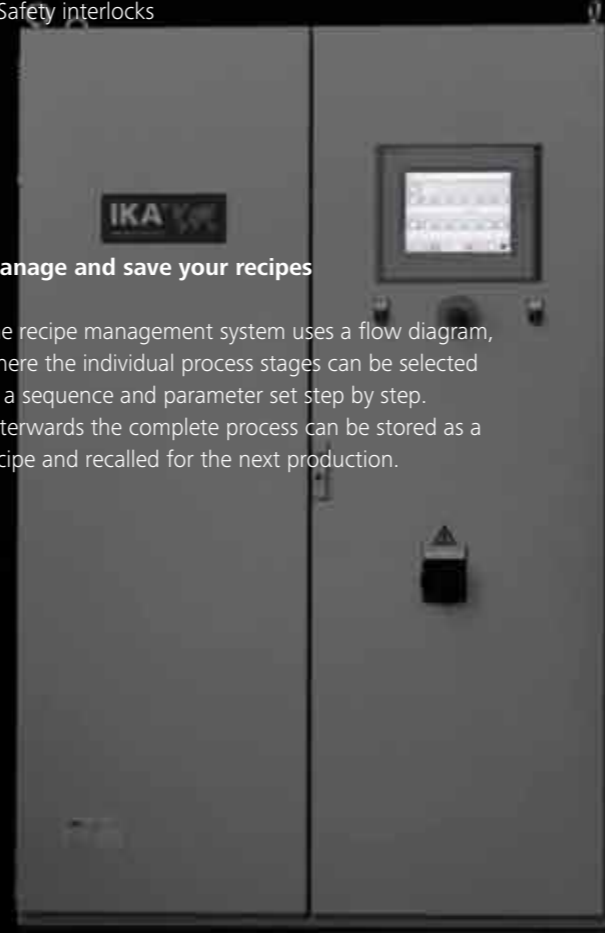 Safety interlocks
IKA
anage and save your recipes
e recipe management system uses a flow diagram,
here the individual process stages can be selected
a sequence and parameter set step by step.
terwards the complete process can be stored as a
cipe and recalled for the next production.